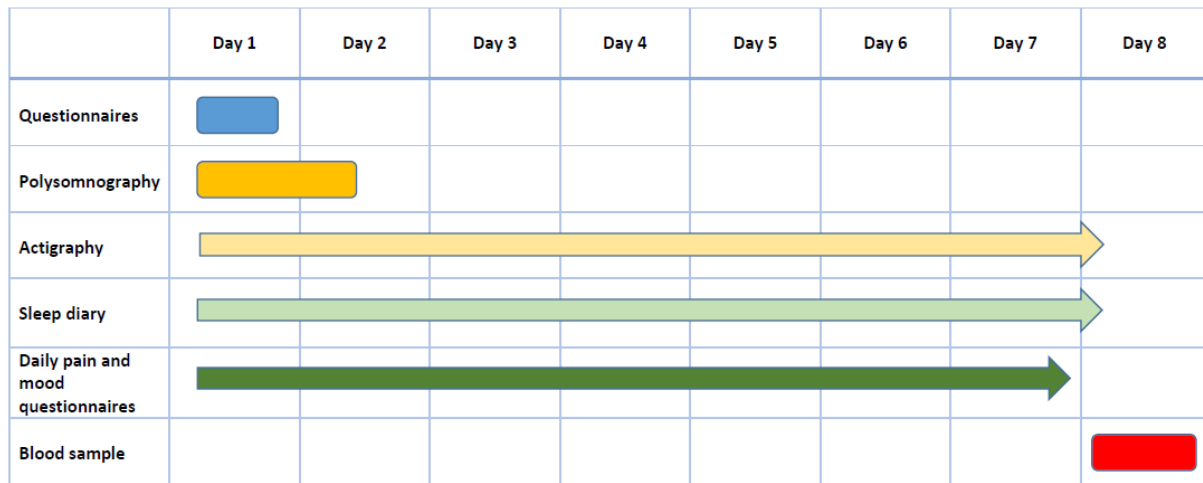 Day 1 Day 2 Day 3 Day 4 Day 5 Day 6 Day 7 Day 8
Questionnaires
Polysomnography
Actigraphy
Sleep diary
Daily pain and
mood
questionnaires
Blood sample